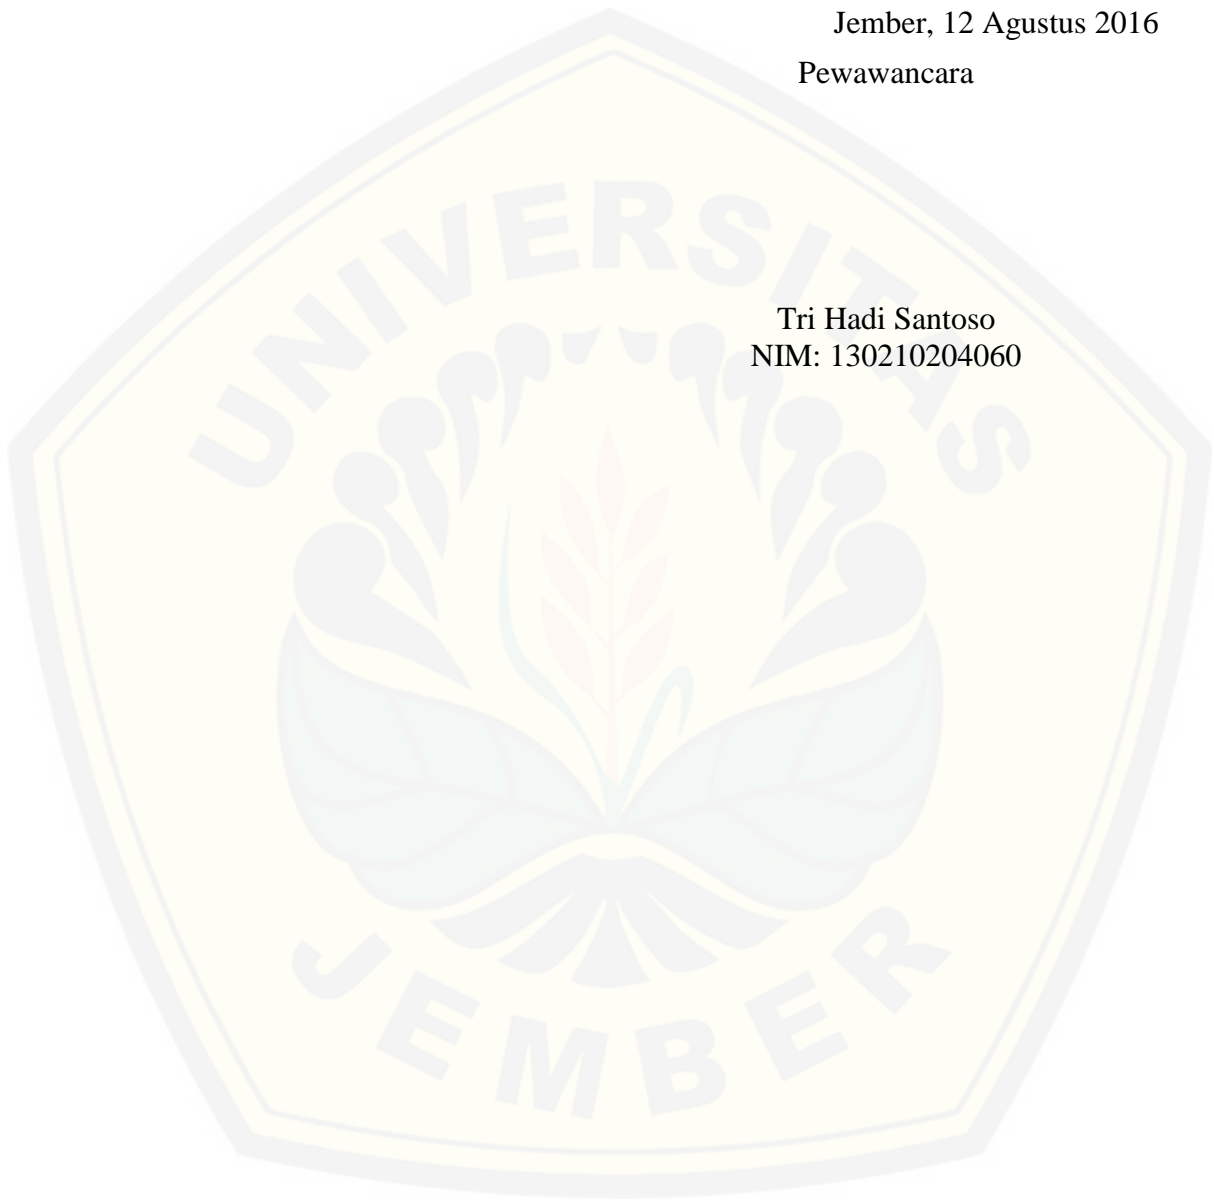 Jember, 12 Agustus 2016
Pewawancara
UNIVERSITAS
Tri Hadi Santoso
NIM: 130210204060
JEMBER